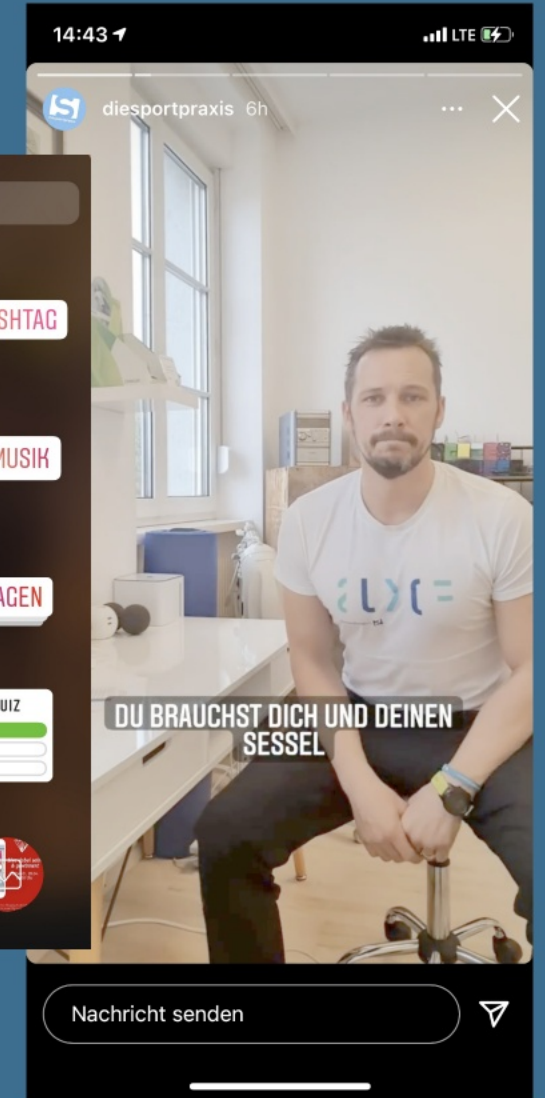 14:43
LTE
diesportpraxis 6h
SHTAG
MUSIK
AGEN
UIZ
DU BRAUCHST DICH UND DEINEN
SESSEL
Nachricht senden